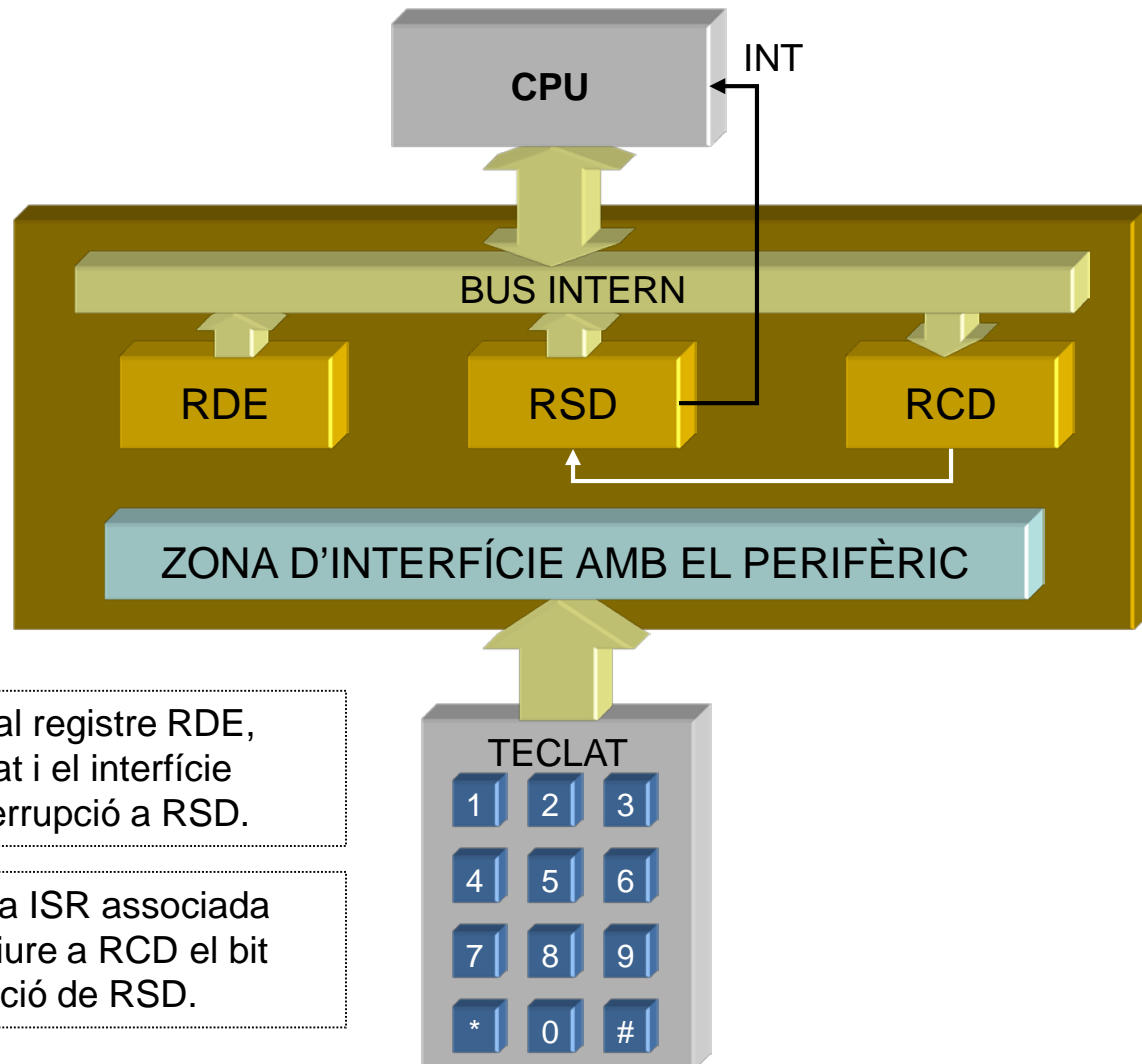 CPU
INT
BUS INTERN
RDE
RSD
RCD
ZONA D'INTERFÍCIE AMB EL PERIFÈRIC
al registre RDE,
at i el interfície
errupció a RSD.
a ISR associada
iure a RCD el bit
ció de RSD.
TECLAT
1 2 3
4 5 6
7 8 9
* 0 #